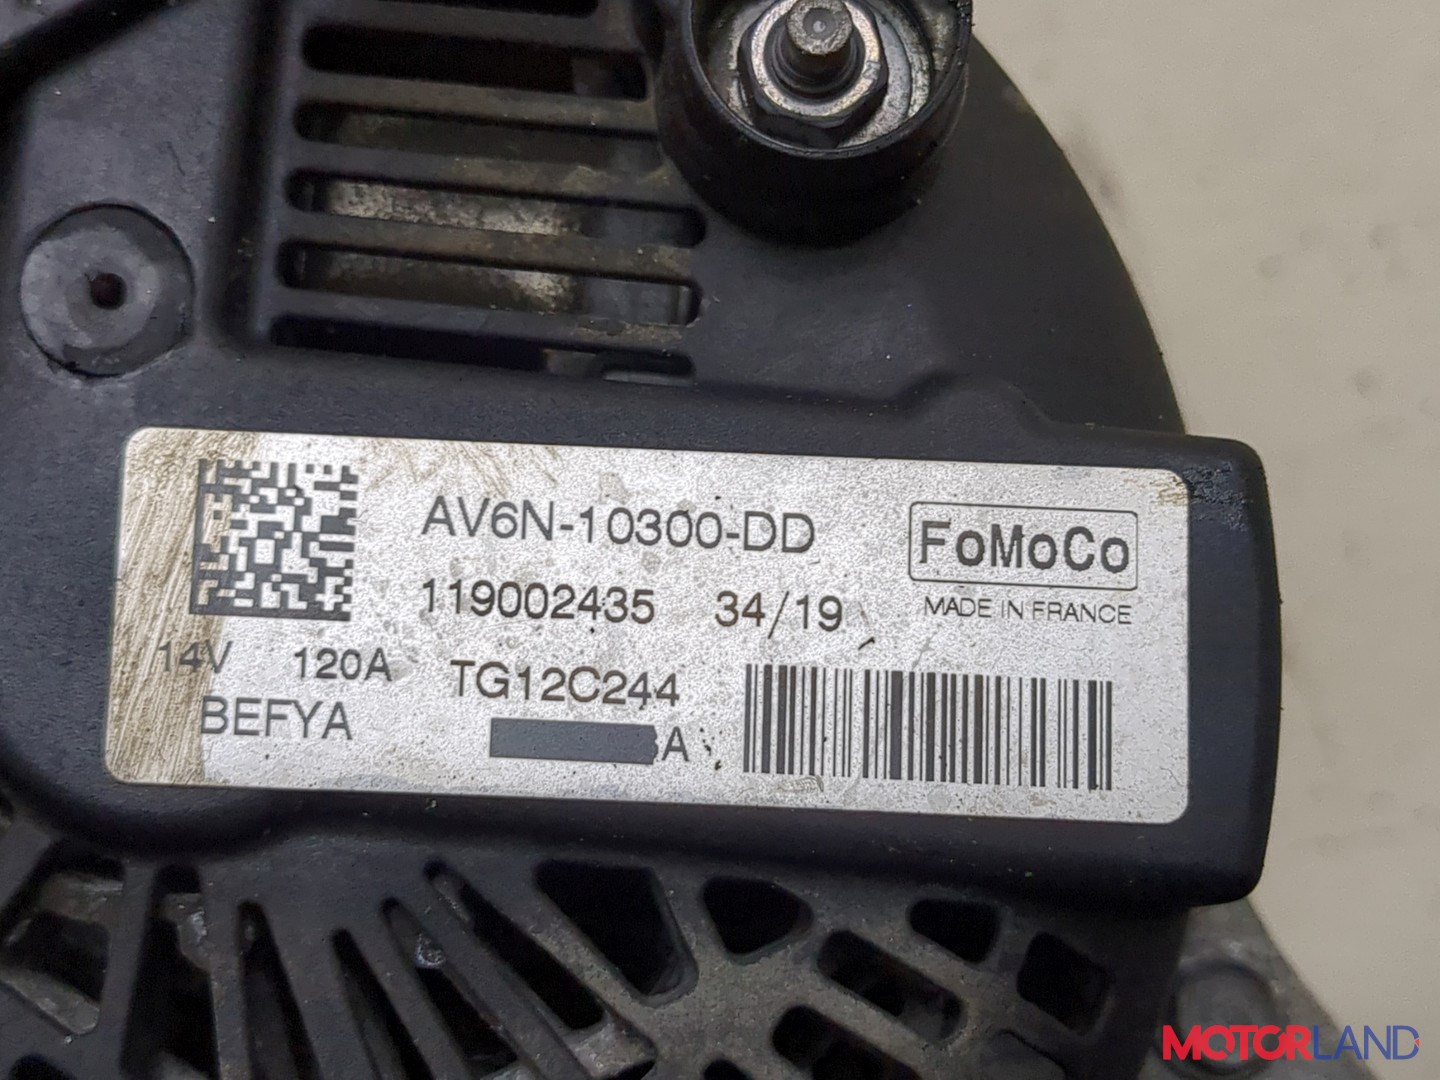 AV6N-10300-DD
FoMoCo
119002435 34/19
MADE IN FRANCE
14V 120A TG12C244
BEFYA
A
MOTORLAND